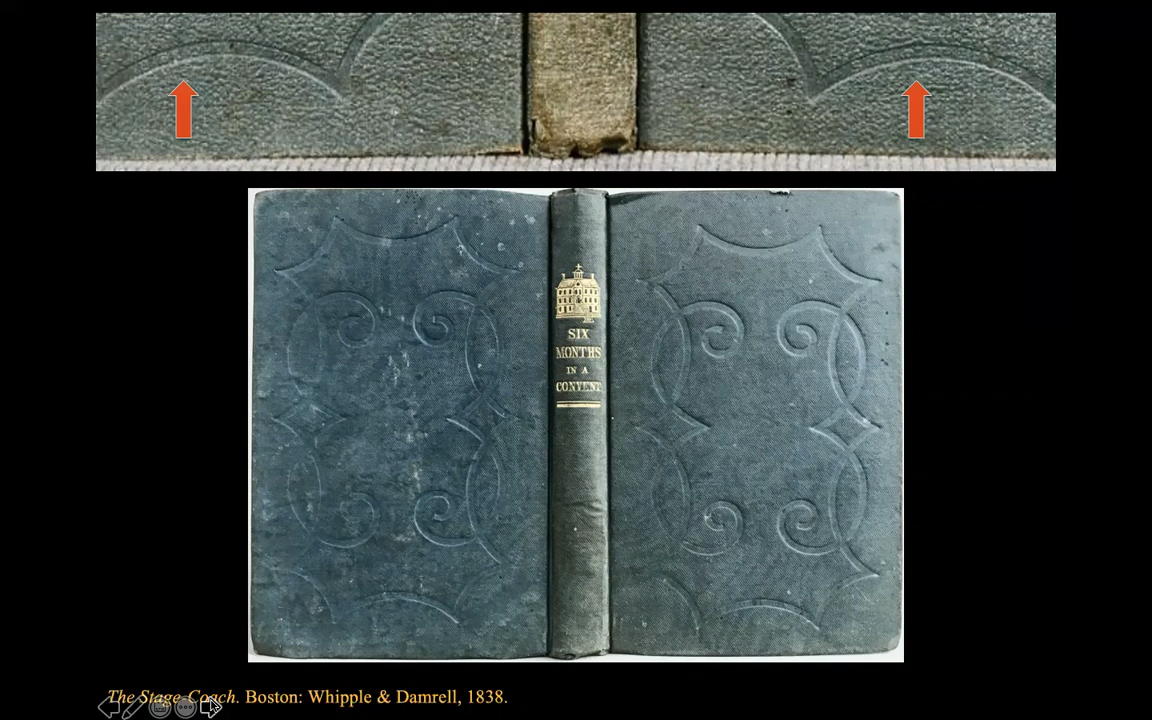 SIX
MONTHS
IN A
CONVENT
The Stage-Coach. Boston: Whipple & Damrell, 1838.